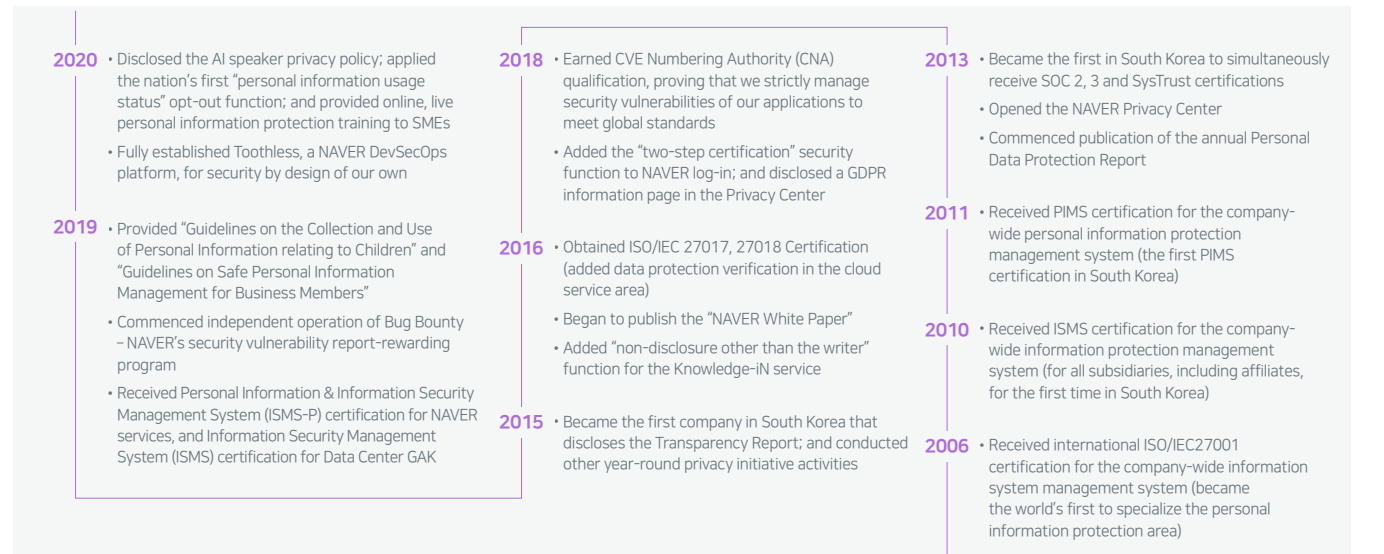 2020 • Disclosed the AI speaker privacy policy; applied
the nation's first “personal information usage
status” opt-out function; and provided online, live
personal information protection training to SMEs
• Fully established Toothless, a NAVER DevSecOps
platform, for security by design of our own
2019 • Provided “Guidelines on the Collection and Use
of Personal Information relating to Children” and
“Guidelines on Safe Personal Information
Management for Business Members”
• Commenced independent operation of Bug Bounty
– NAVER's security vulnerability report-rewarding
program
• Received Personal Information & Information Security
Management System (ISMS-P) certification for NAVER
services, and Information Security Management
System (ISMS) certification for Data Center GAK
2018 • Earned CVE Numbering Authority (CNA)
qualification, proving that we strictly manage
security vulnerabilities of our applications to
meet global standards
• Added the “two-step certification” security
function to NAVER log-in; and disclosed a GDPR
information page in the Privacy Center
2016 • Obtained ISO/IEC 27017, 27018 Certification
(added data protection verification in the cloud
service area)
• Began to publish the “NAVER White Paper”
• Added “non-disclosure other than the writer”
function for the Knowledge-iN service
2015 • Became the first company in South Korea that
discloses the Transparency Report; and conducted
other year-round privacy initiative activities
2013 • Became the first in South Korea to simultaneously
receive SOC 2, 3 and SysTrust certifications
• Opened the NAVER Privacy Center
• Commenced publication of the annual Personal
Data Protection Report
2011 • Received PIMS certification for the company-
wide personal information protection
management system (the first PIMS
certification in South Korea)
2010 • Received ISMS certification for the company-
wide information protection management
system (for all subsidiaries, including affiliates,
for the first time in South Korea)
2006 • Received international ISO/IEC27001
certification for the company-wide information
system management system (became
the world's first to specialize the personal
information protection area)